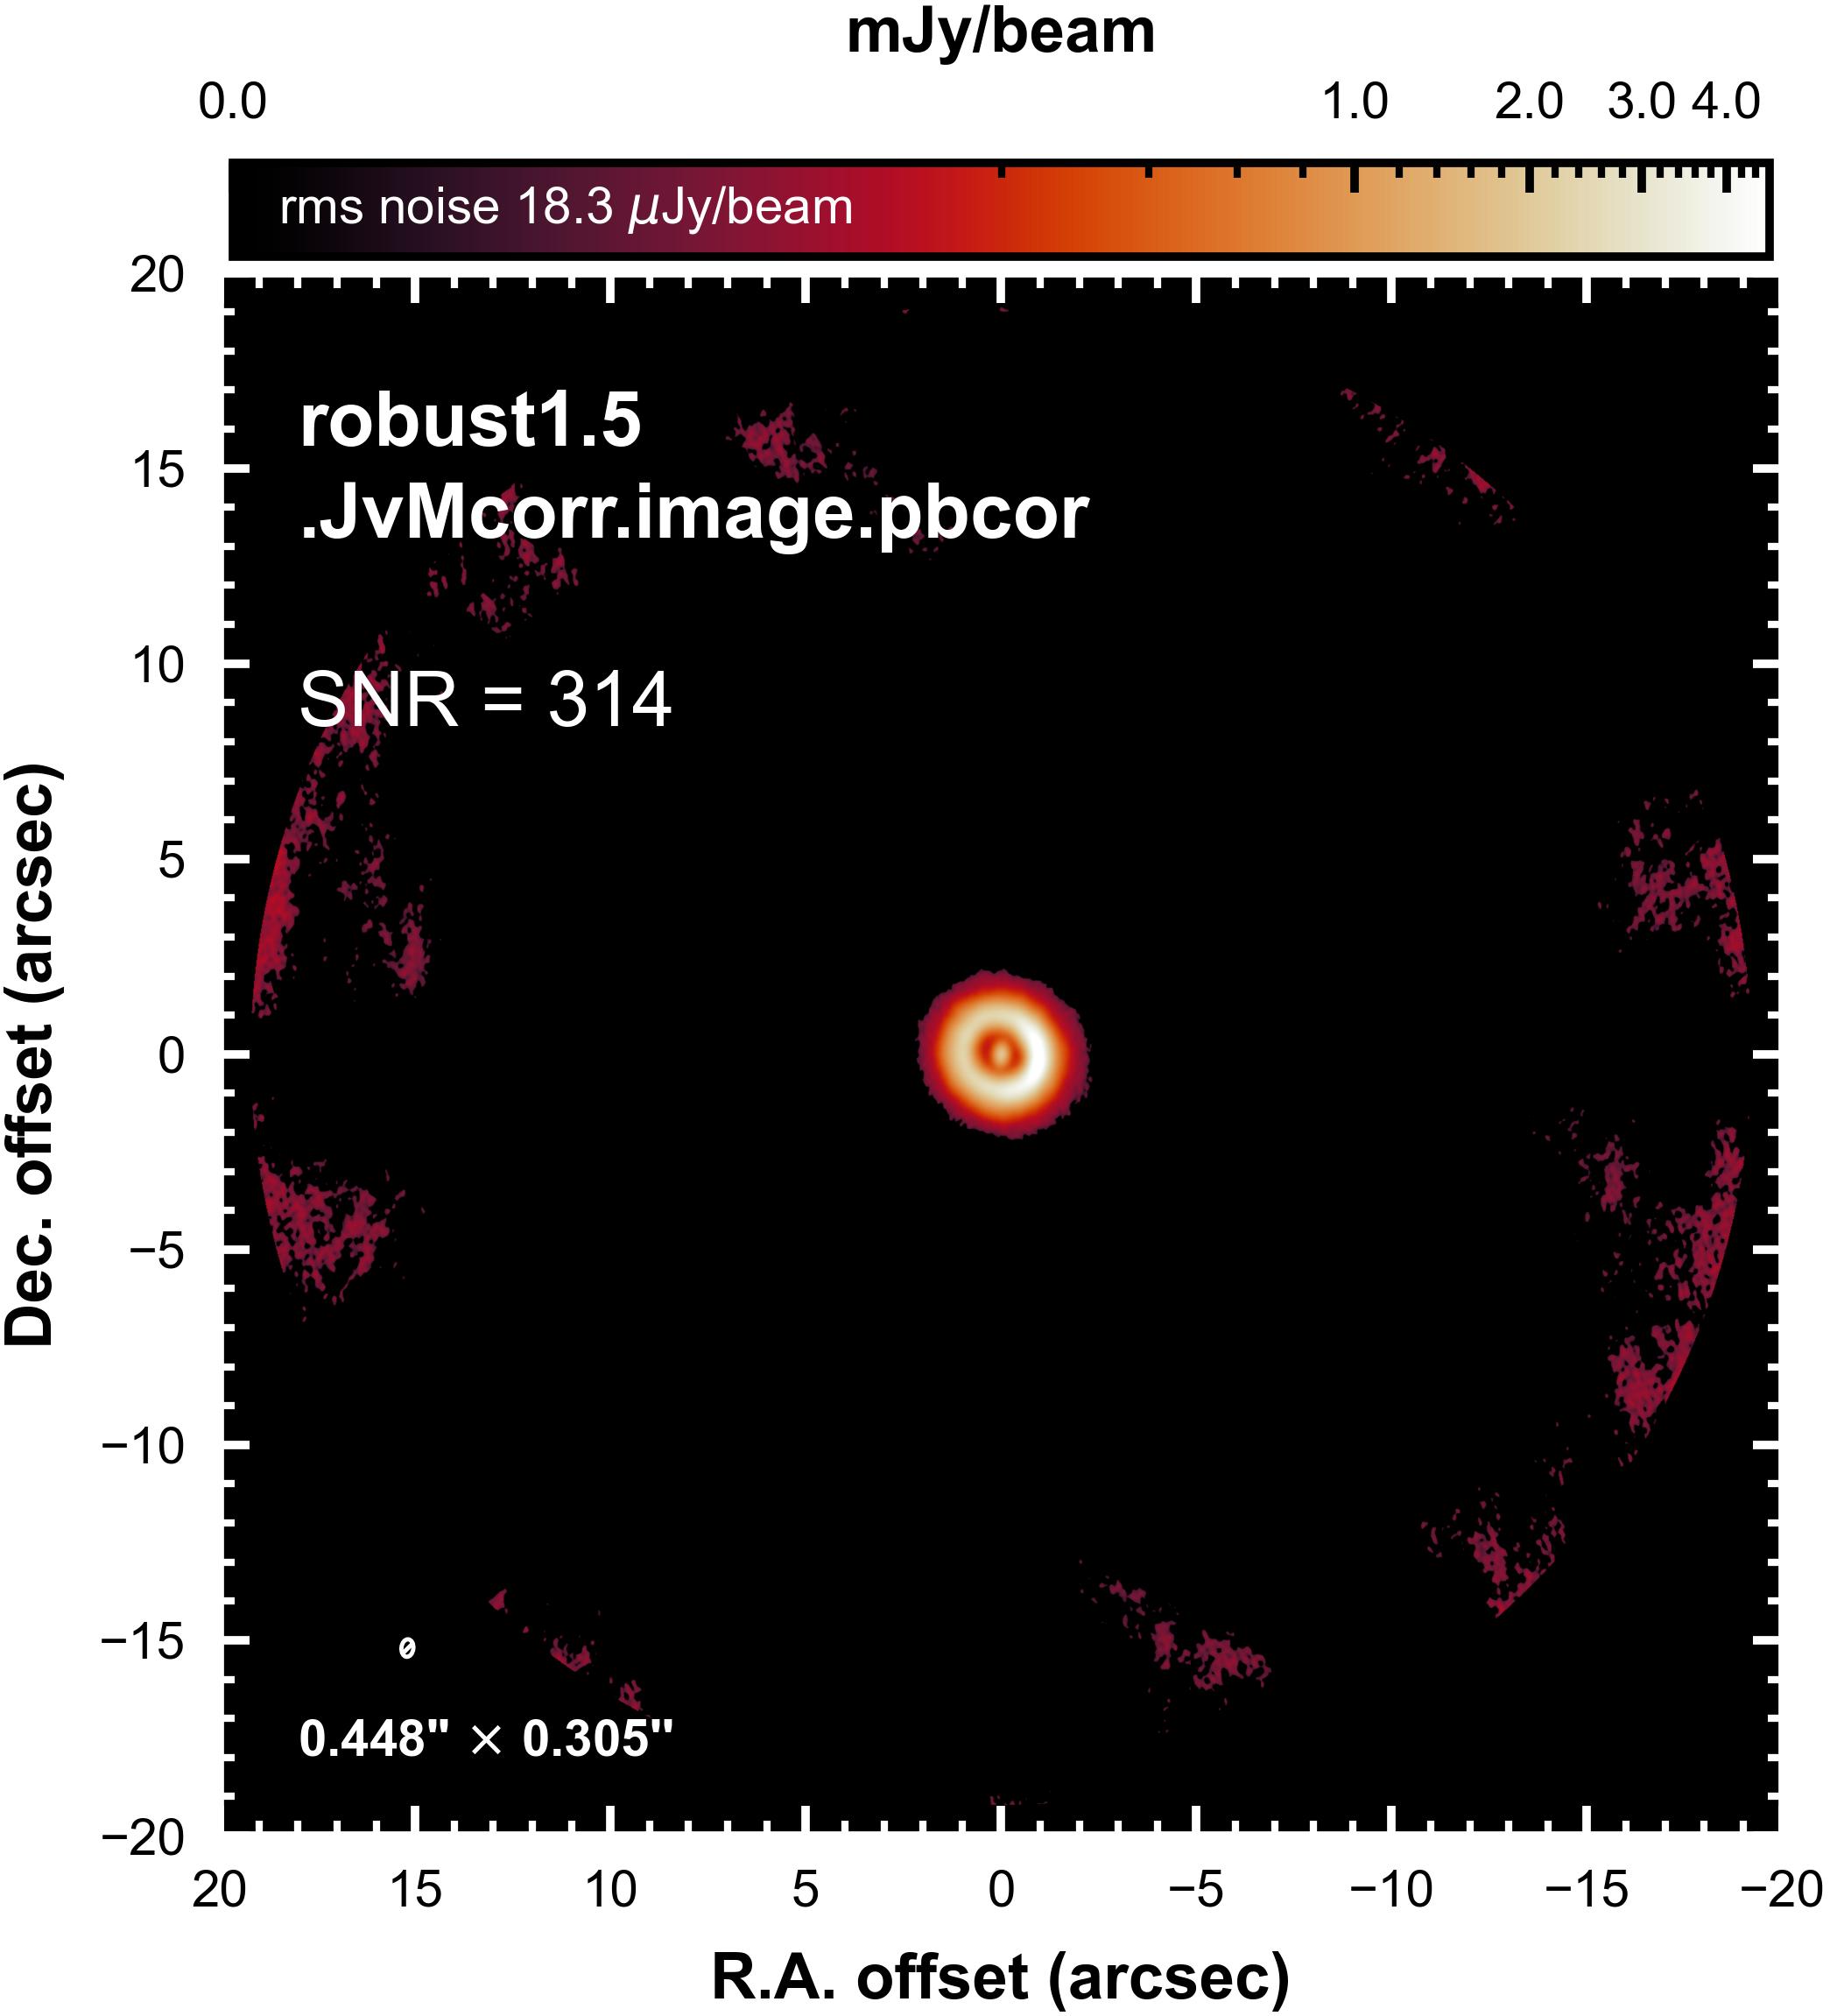 mJy/beam
0.0 1.0 2.0 3.0 4.0
rms noise 18.3 μJy/beam
20
15
10
5
0
−5
−10
−15
−20
Dec. offset (arcsec)
robust1.5
.JvMcorr.image.pbcor
SNR = 314
0.448" × 0.305"
20 15 10 5 0 −5 −10 −15 −20
R.A. offset (arcsec)